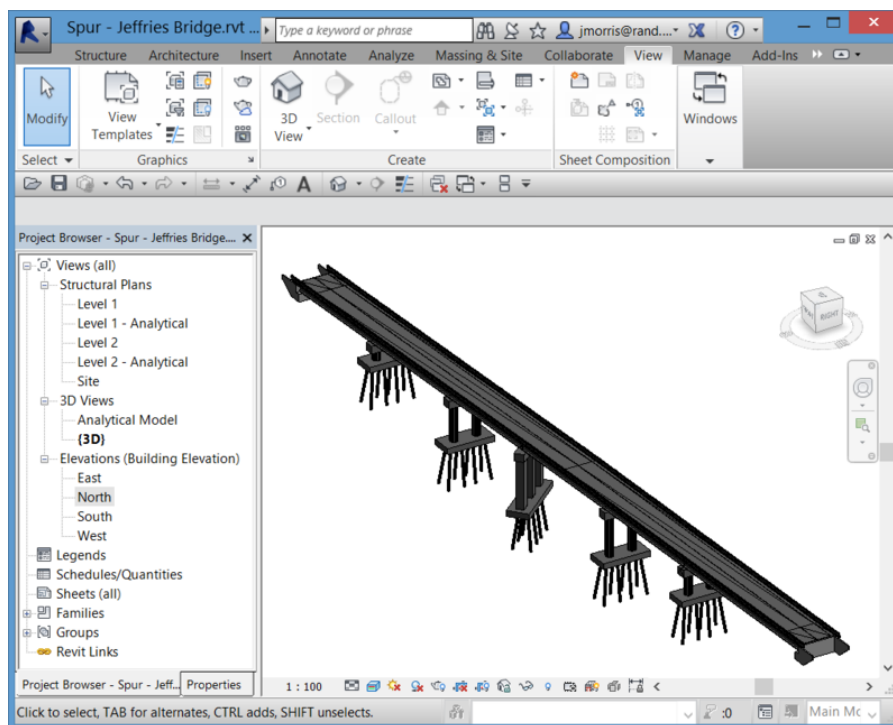 Spur - Jeffries Bridge.rvt ... Type a keyword or phrase jmorris@rand....
Structure Architecture Insert Annotate Analyze Massing & Site Collaborate View Manage Add-Ins
Modify View Templates 3D View Section Callout Windows
Select Graphics Create Sheet Composition
Project Browser - Spur - Jeffries Bridge....
Views (all)
Structural Plans
Level 1
Level 1 - Analytical
Level 2
Level 2 - Analytical
Site
3D Views
Analytical Model
{3D}
Elevations (Building Elevation)
East
North
South
West
Legends
Schedules/Quantities
Sheets (all)
Families
Groups
Revit Links
RIGHT
Project Browser - Spur - Jeff... Properties 1 : 100
Click to select, TAB for alternates, CTRL adds, SHIFT unselects. :0 Main Mc